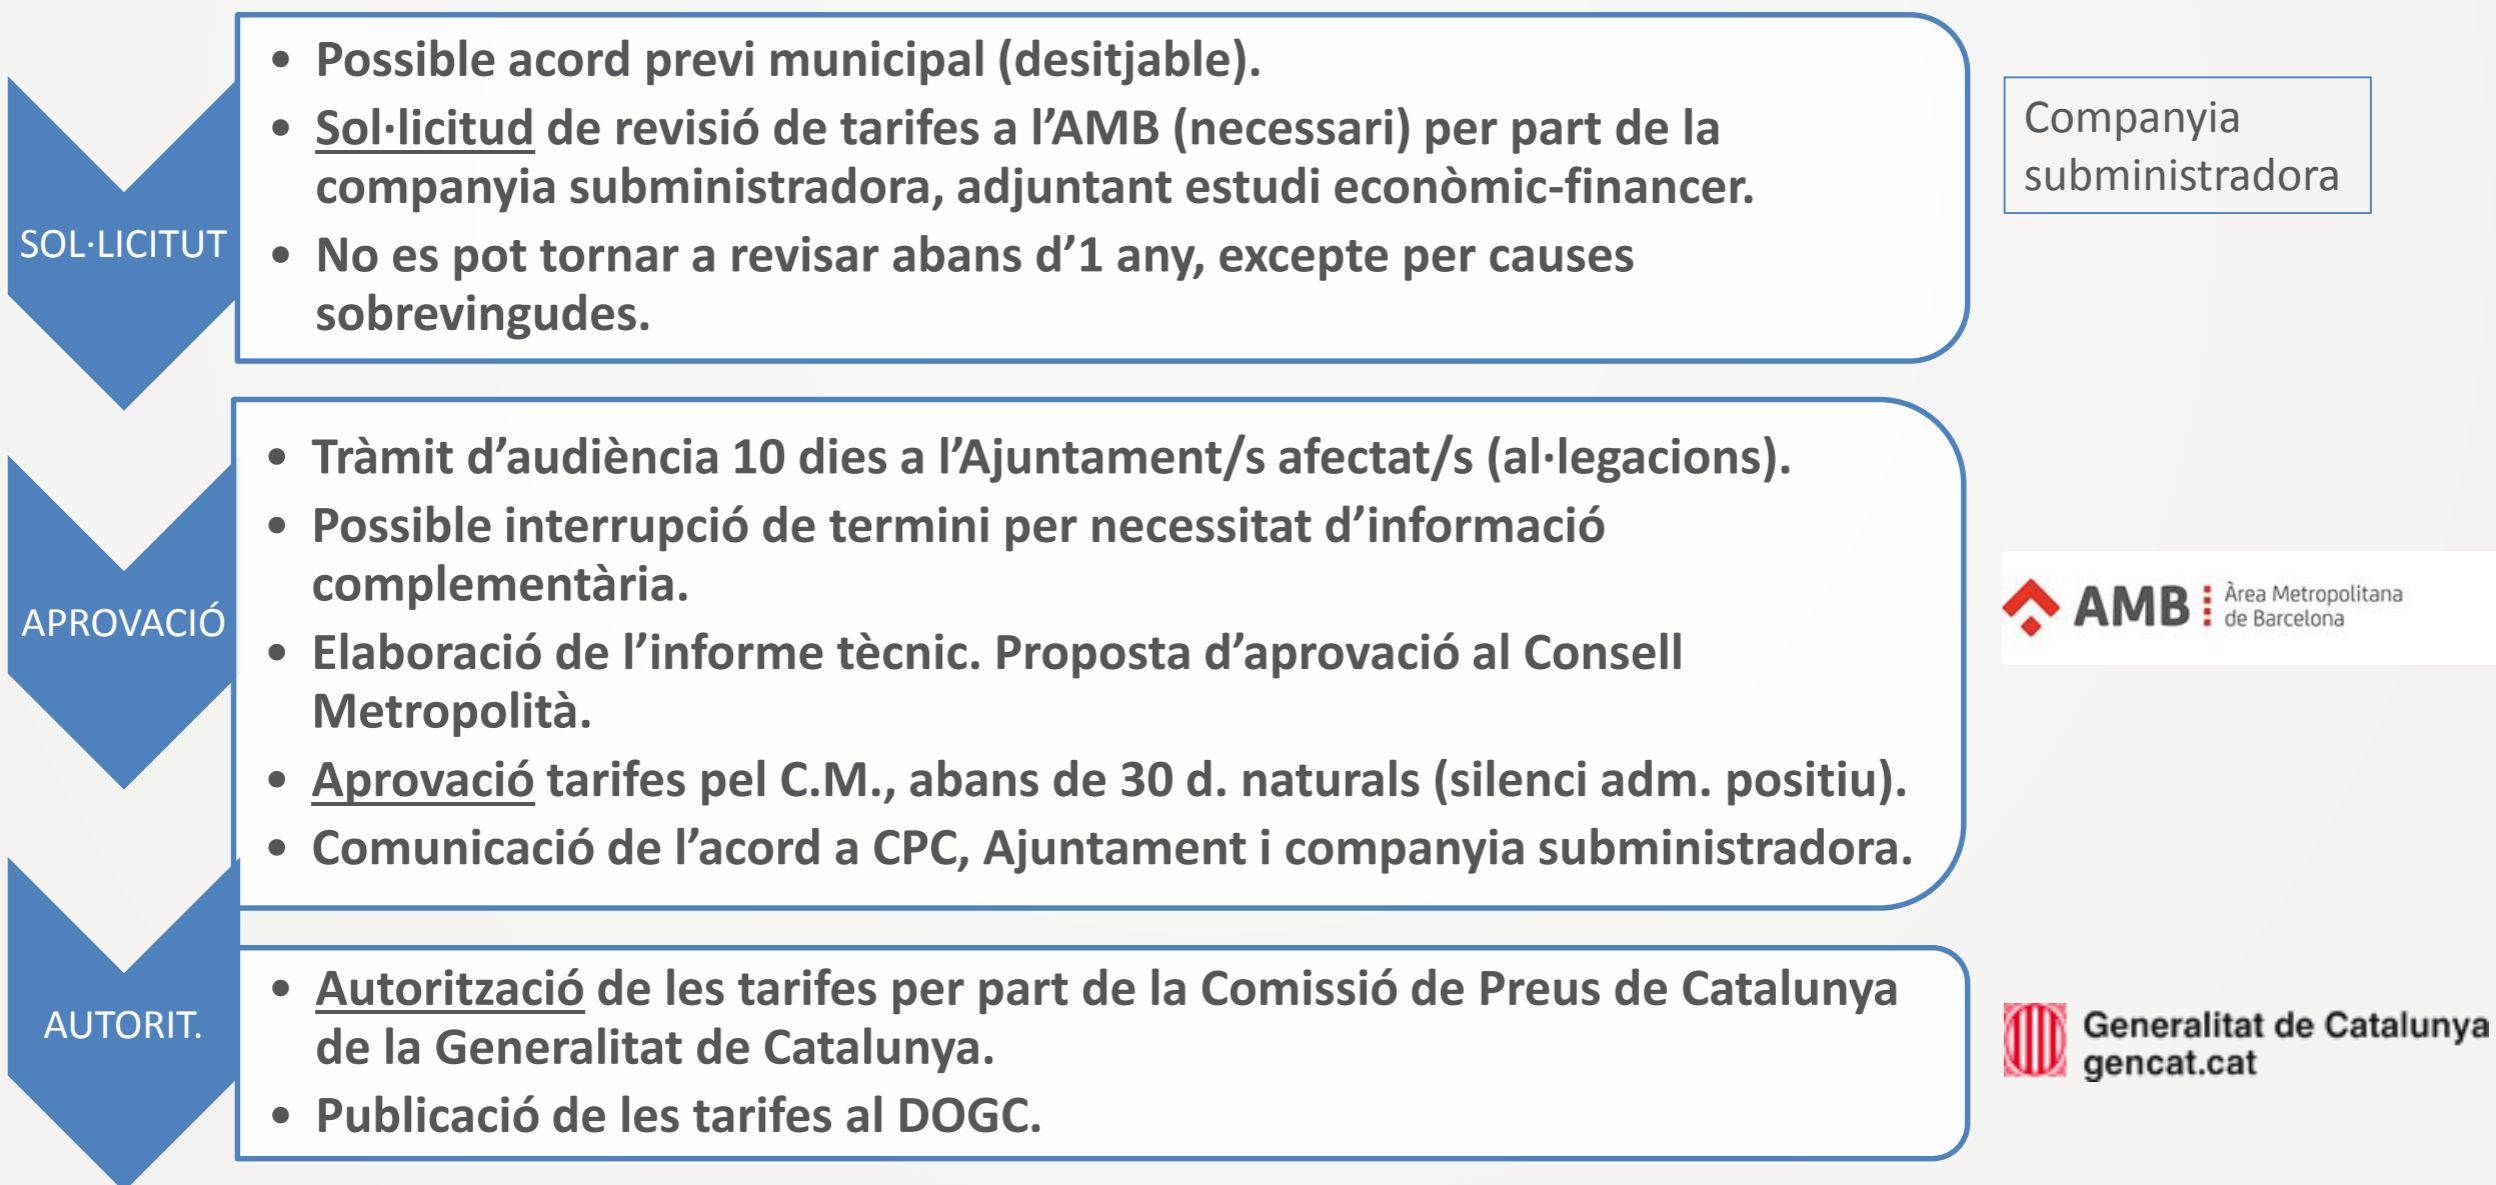 SOL·LICITUT
• Possible acord previ municipal (desitjable).
• Sol·licitud de revisió de tarifes a l’AMB (necessari) per part de la
companyia subministradora, adjuntant estudi econòmic-financer.
• No es pot tornar a revisar abans d’1 any, excepte per causes
sobrevingudes.
Companyia
subministradora
APROVACIÓ
• Tràmit d’audiència 10 dies a l’Ajuntament/s afectat/s (al·legacions).
• Possible interrupció de termini per necessitat d’informació
complementària.
• Elaboració de l’informe tècnic. Proposta d’aprovació al Consell
Metropolità.
• Aprovació tarifes pel C.M., abans de 30 d. naturals (silenci adm. positiu).
• Comunicació de l’acord a CPC, Ajuntament i companyia subministradora.
AMB Àrea Metropolitana
de Barcelona
AUTORIT.
• Autorització de les tarifes per part de la Comissió de Preus de Catalunya
de la Generalitat de Catalunya.
• Publicació de les tarifes al DOGC.
Generalitat de Catalunya
gencat.cat